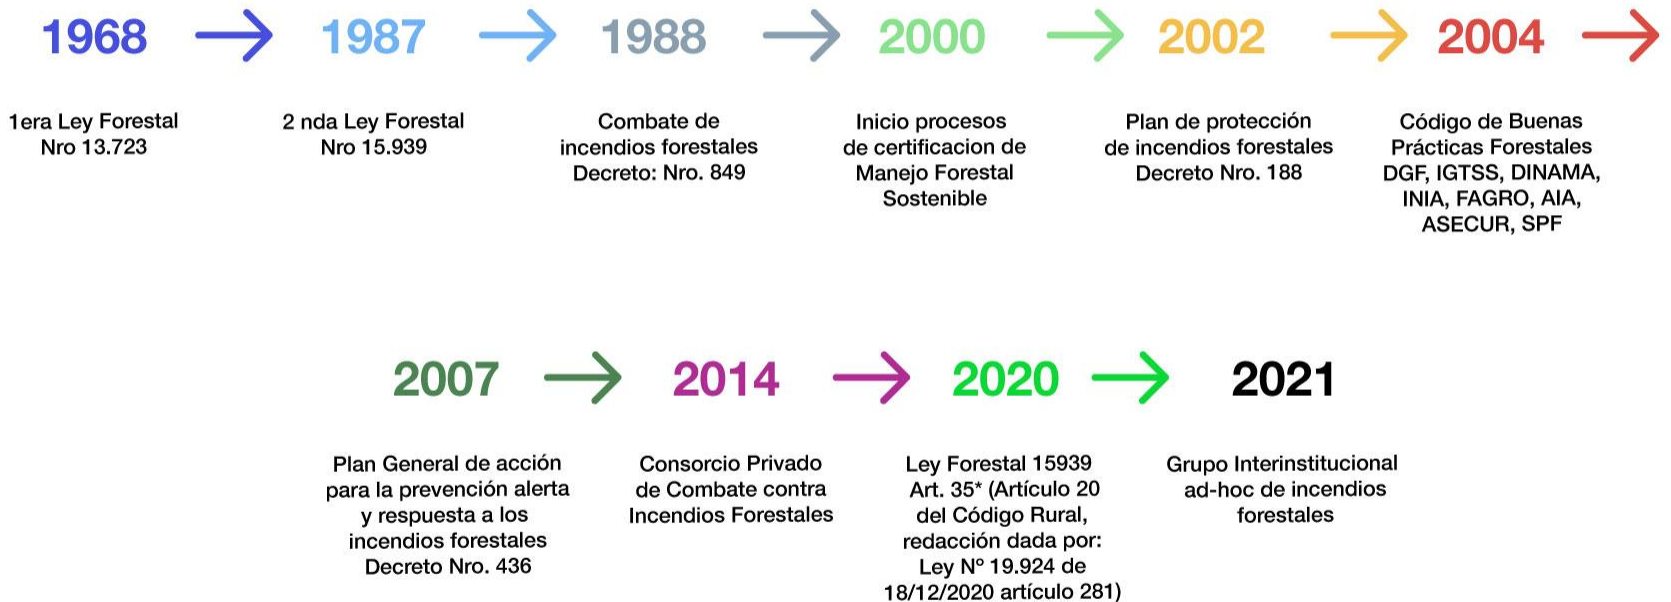 1968
1era Ley Forestal
Nro 13.723
1987
2 nda Ley Forestal
Nro 15.939
1988
Combate de
incendios forestales
Decreto: Nro. 849
2000
Inicio procesos
de certificacion de
Manejo Forestal
Sostenible
2002
Plan de protección
de incendios forestales
Decreto Nro. 188
2004
Código de Buenas
Prácticas Forestales
DGF, IGTSS, DINAMA,
INIA, FAGRO, AIA,
ASECUR, SPF
2007
Plan General de acción
para la prevención alerta
y respuesta a los
incendios forestales
Decreto Nro. 436
2014
Consorcio Privado
de Combate contra
Incendios Forestales
2020
Ley Forestal 15939
Art. 35* (Artículo 20
del Código Rural,
redacción dada por:
Ley Nº 19.924 de
18/12/2020 artículo 281)
2021
Grupo Interinstitucional
ad-hoc de incendios
forestales